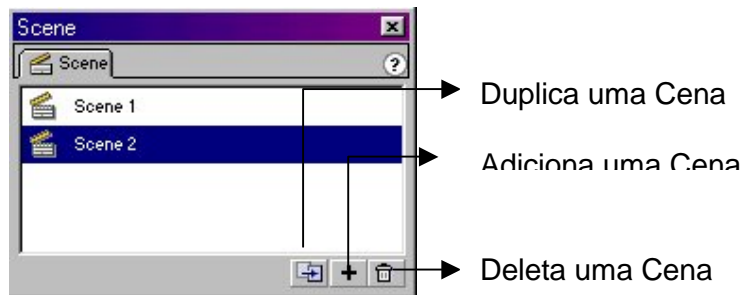 Scene
Scene
Scene 1
Scene 2
Duplica uma Cena
Adiciona uma Cena
Deleta uma Cena